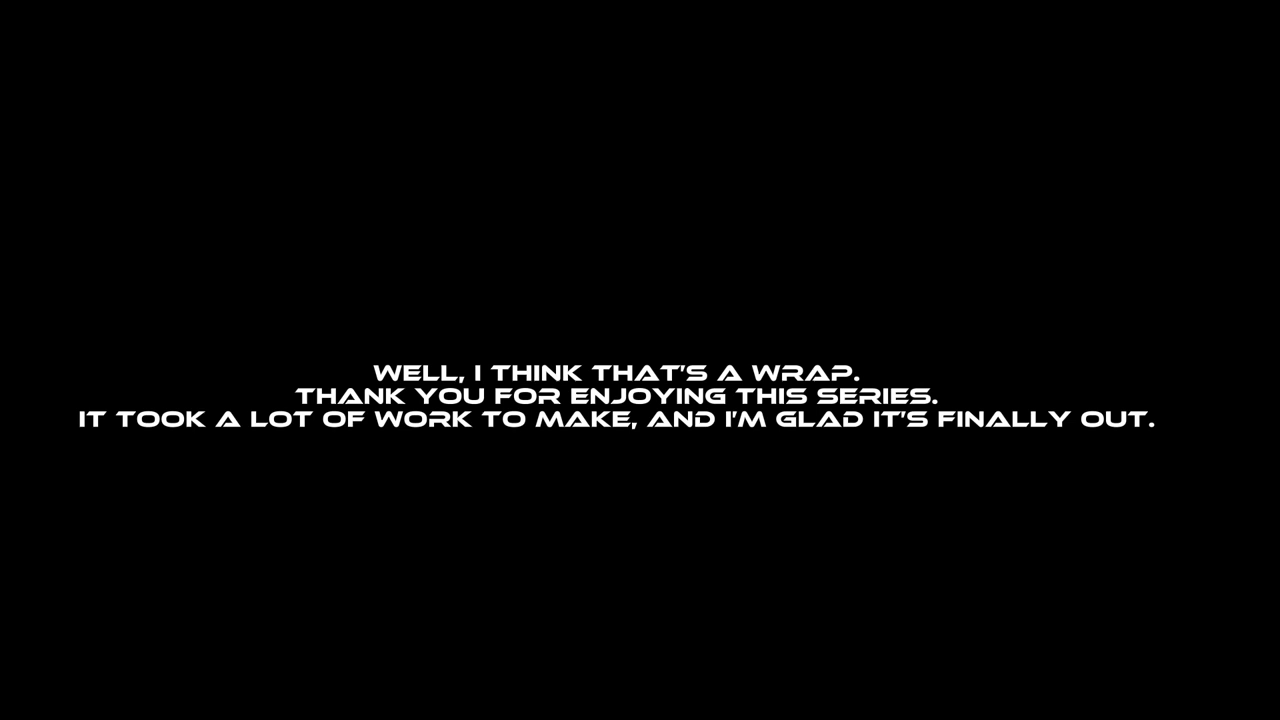 WELL, I THINK THAT'S A WRAP.
THANK YOU FOR ENJOYING THIS SERIES.
IT TOOK A LOT OF WORK TO MAKE, AND I'M GLAD IT'S FINALLY OUT.